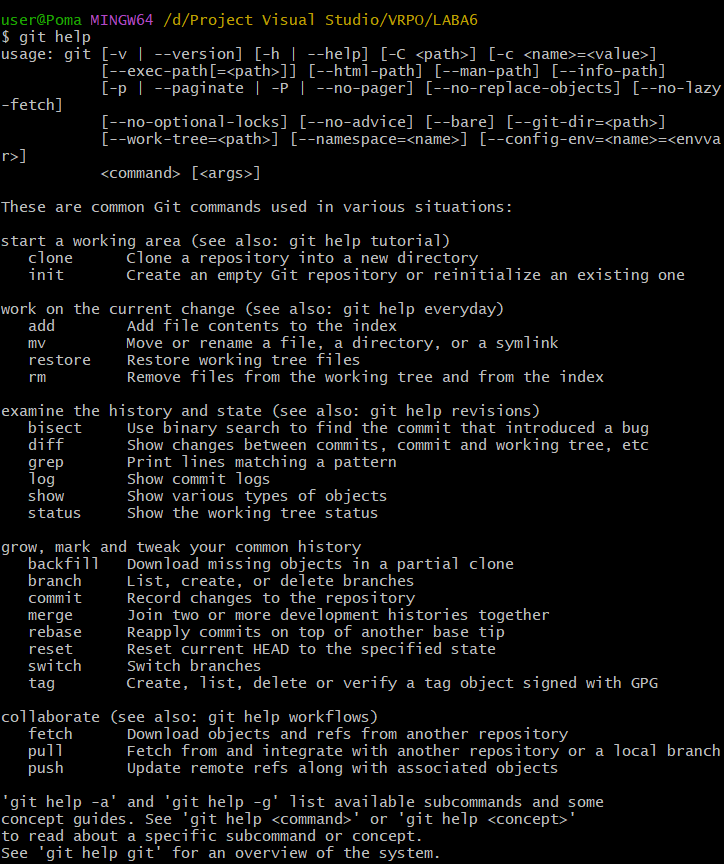 user@Poma MINGW64 /d/Project Visual Studio/VRPO/LABA6
$ git help
usage: git [-v | --version] [-h | --help] [-C <path>] [-c <name>=<value>]
           [--exec-path[=<path>]] [--html-path] [--man-path] [--info-path]
           [-p | --paginate | -P | --no-pager] [--no-replace-objects] [--no-lazy
-fetch]
           [--no-optional-locks] [--no-advice] [--bare] [--git-dir=<path>]
           [--work-tree=<path>] [--namespace=<name>] [--config-env=<name>=<envva
r>]
           <command> [<args>]

These are common Git commands used in various situations:

start a working area (see also: git help tutorial)
   clone      Clone a repository into a new directory
   init       Create an empty Git repository or reinitialize an existing one

work on the current change (see also: git help everyday)
   add        Add file contents to the index
   mv         Move or rename a file, a directory, or a symlink
   restore    Restore working tree files
   rm         Remove files from the working tree and from the index

examine the history and state (see also: git help revisions)
   bisect     Use binary search to find the commit that introduced a bug
   diff       Show changes between commits, commit and working tree, etc
   grep       Print lines matching a pattern
   log        Show commit logs
   show       Show various types of objects
   status     Show the working tree status

grow, mark and tweak your common history
   backfill   Download missing objects in a partial clone
   branch     List, create, or delete branches
   commit     Record changes to the repository
   merge      Join two or more development histories together
   rebase     Reapply commits on top of another base tip
   reset      Reset current HEAD to the specified state
   switch     Switch branches
   tag        Create, list, delete or verify a tag object signed with GPG

collaborate (see also: git help workflows)
   fetch      Download objects and refs from another repository
   pull       Fetch from and integrate with another repository or a local branch
   push       Update remote refs along with associated objects

'git help -a' and 'git help -g' list available subcommands and some
concept guides. See 'git help <command>' or 'git help <concept>'
to read about a specific subcommand or concept.
See 'git help git' for an overview of the system.